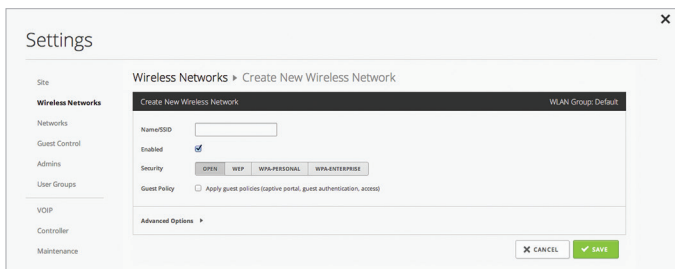 Settings
Site
Wireless Networks
Networks
Guest Control
Admins
User Groups
VOIP
Controller
Maintenance
Wireless Networks ▸ Create New Wireless Network
Create New Wireless Network WLAN Group: Default
Name/SSID
Enabled
Security OPEN WEP WPA-PERSONAL WPA-ENTERPRISE
Guest Policy Apply guest policies (captive portal, guest authentication, access)
Advanced Options ▸
CANCEL SAVE